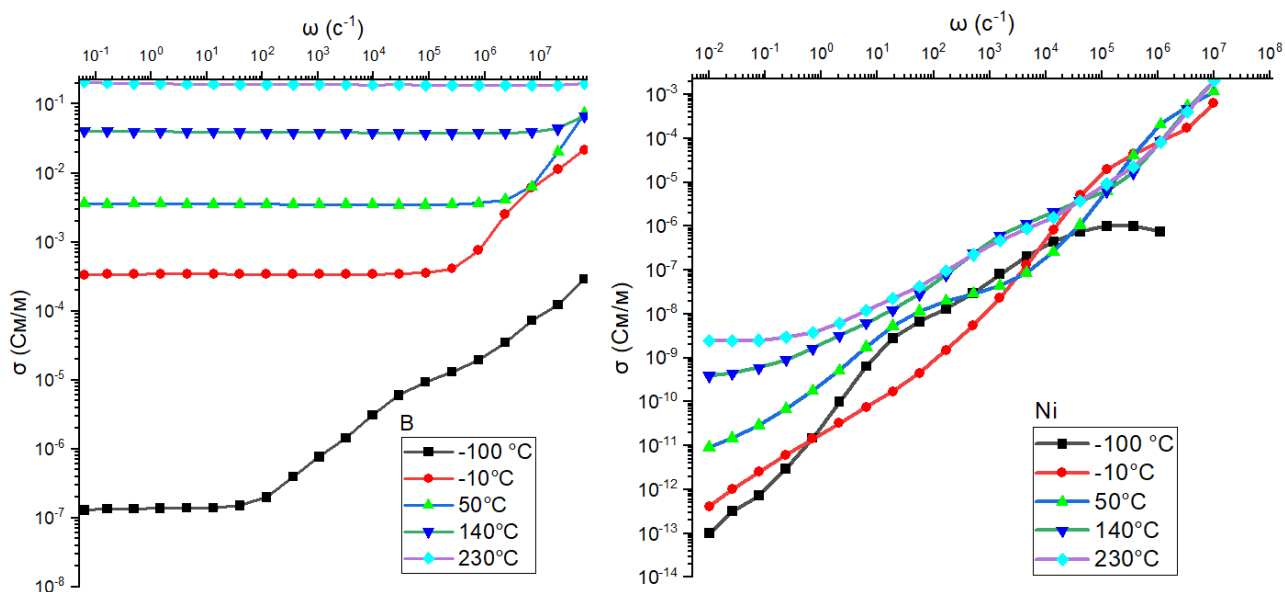 ω (с⁻¹)
10⁻¹ 10⁰ 10¹ 10² 10³ 10⁴ 10⁵ 10⁶ 10⁷
σ (См/м)
10⁻¹
10⁻²
10⁻³
10⁻⁴
10⁻⁵
10⁻⁶
10⁻⁷
10⁻⁸
B
-100 °C
-10°C
50°C
140°C
230°C
ω (с⁻¹)
10⁻² 10⁻¹ 10⁰ 10¹ 10² 10³ 10⁴ 10⁵ 10⁶ 10⁷ 10⁸
σ (См/м)
10⁻³
10⁻⁴
10⁻⁵
10⁻⁶
10⁻⁷
10⁻⁸
10⁻⁹
10⁻¹⁰
10⁻¹¹
10⁻¹²
10⁻¹³
10⁻¹⁴
Ni
-100 °C
-10°C
50°C
140°C
230°C